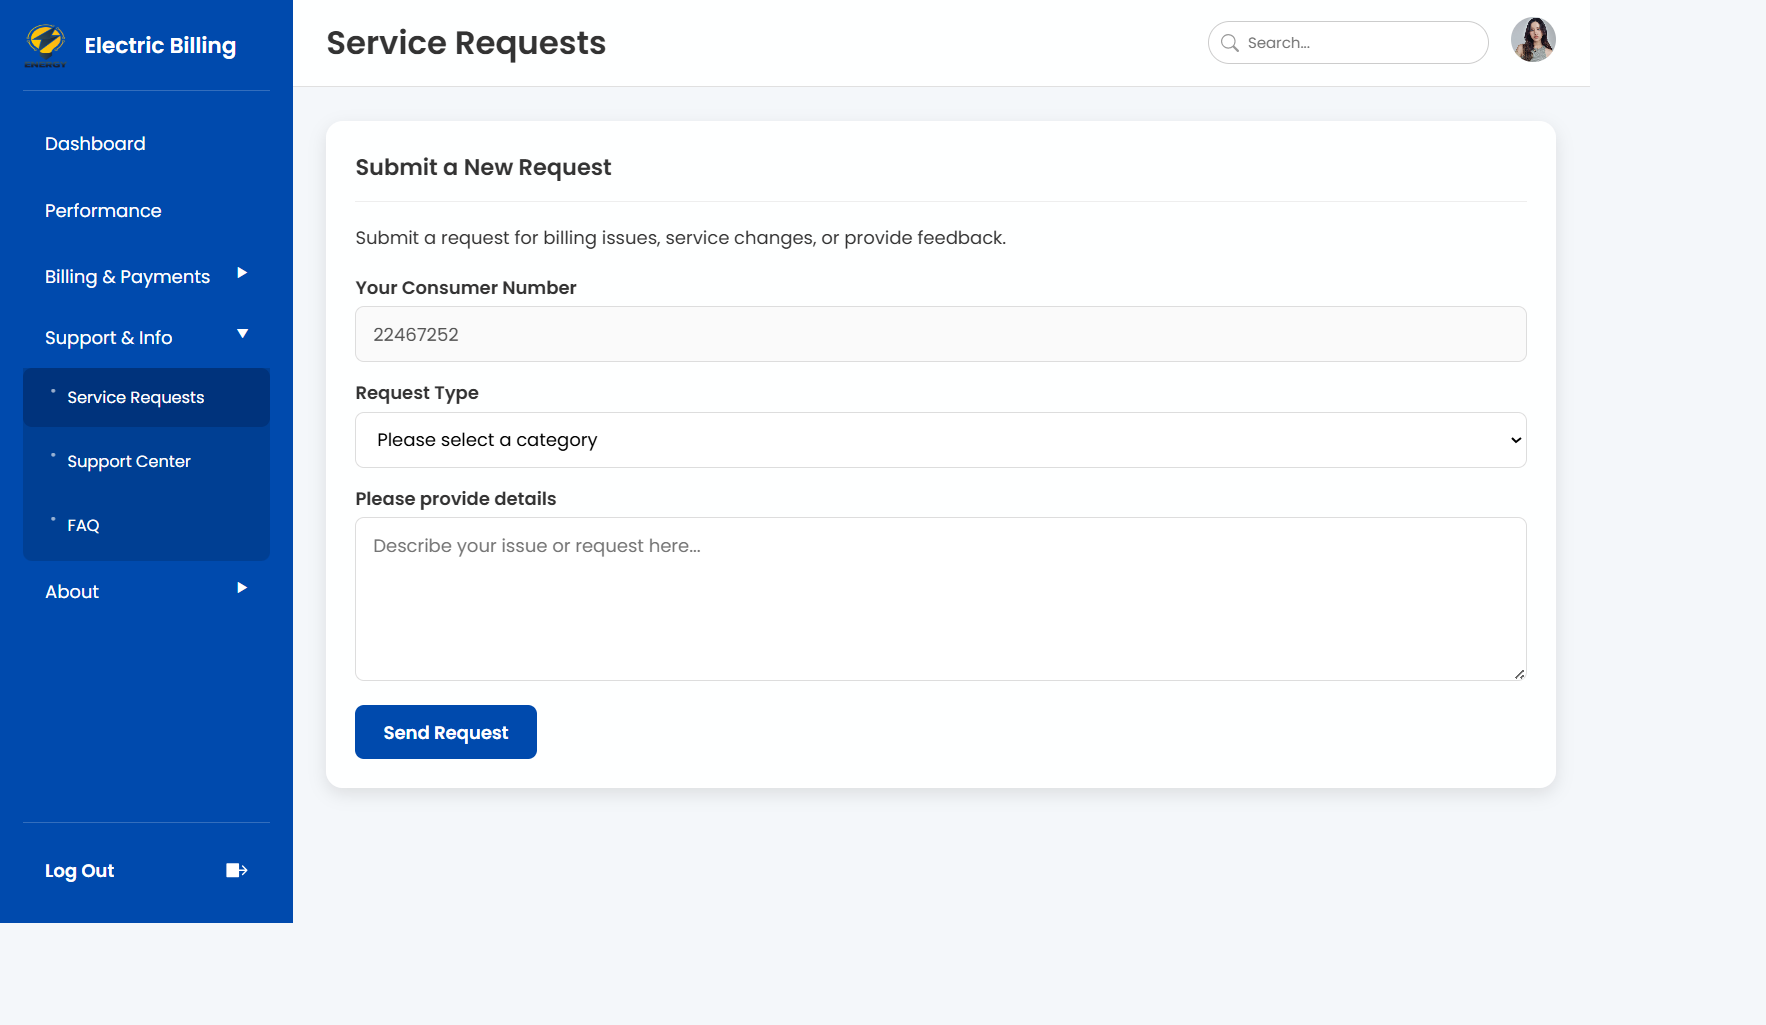 Electric Billing
Dashboard
Performance
Billing & Payments
Support & Info
Service Requests
Support Center
FAQ
About
Log Out
Service Requests
Search...
Submit a New Request
Submit a request for billing issues, service changes, or provide feedback.
Your Consumer Number
22467252
Request Type
Please select a category
Please provide details
Describe your issue or request here...
Send Request